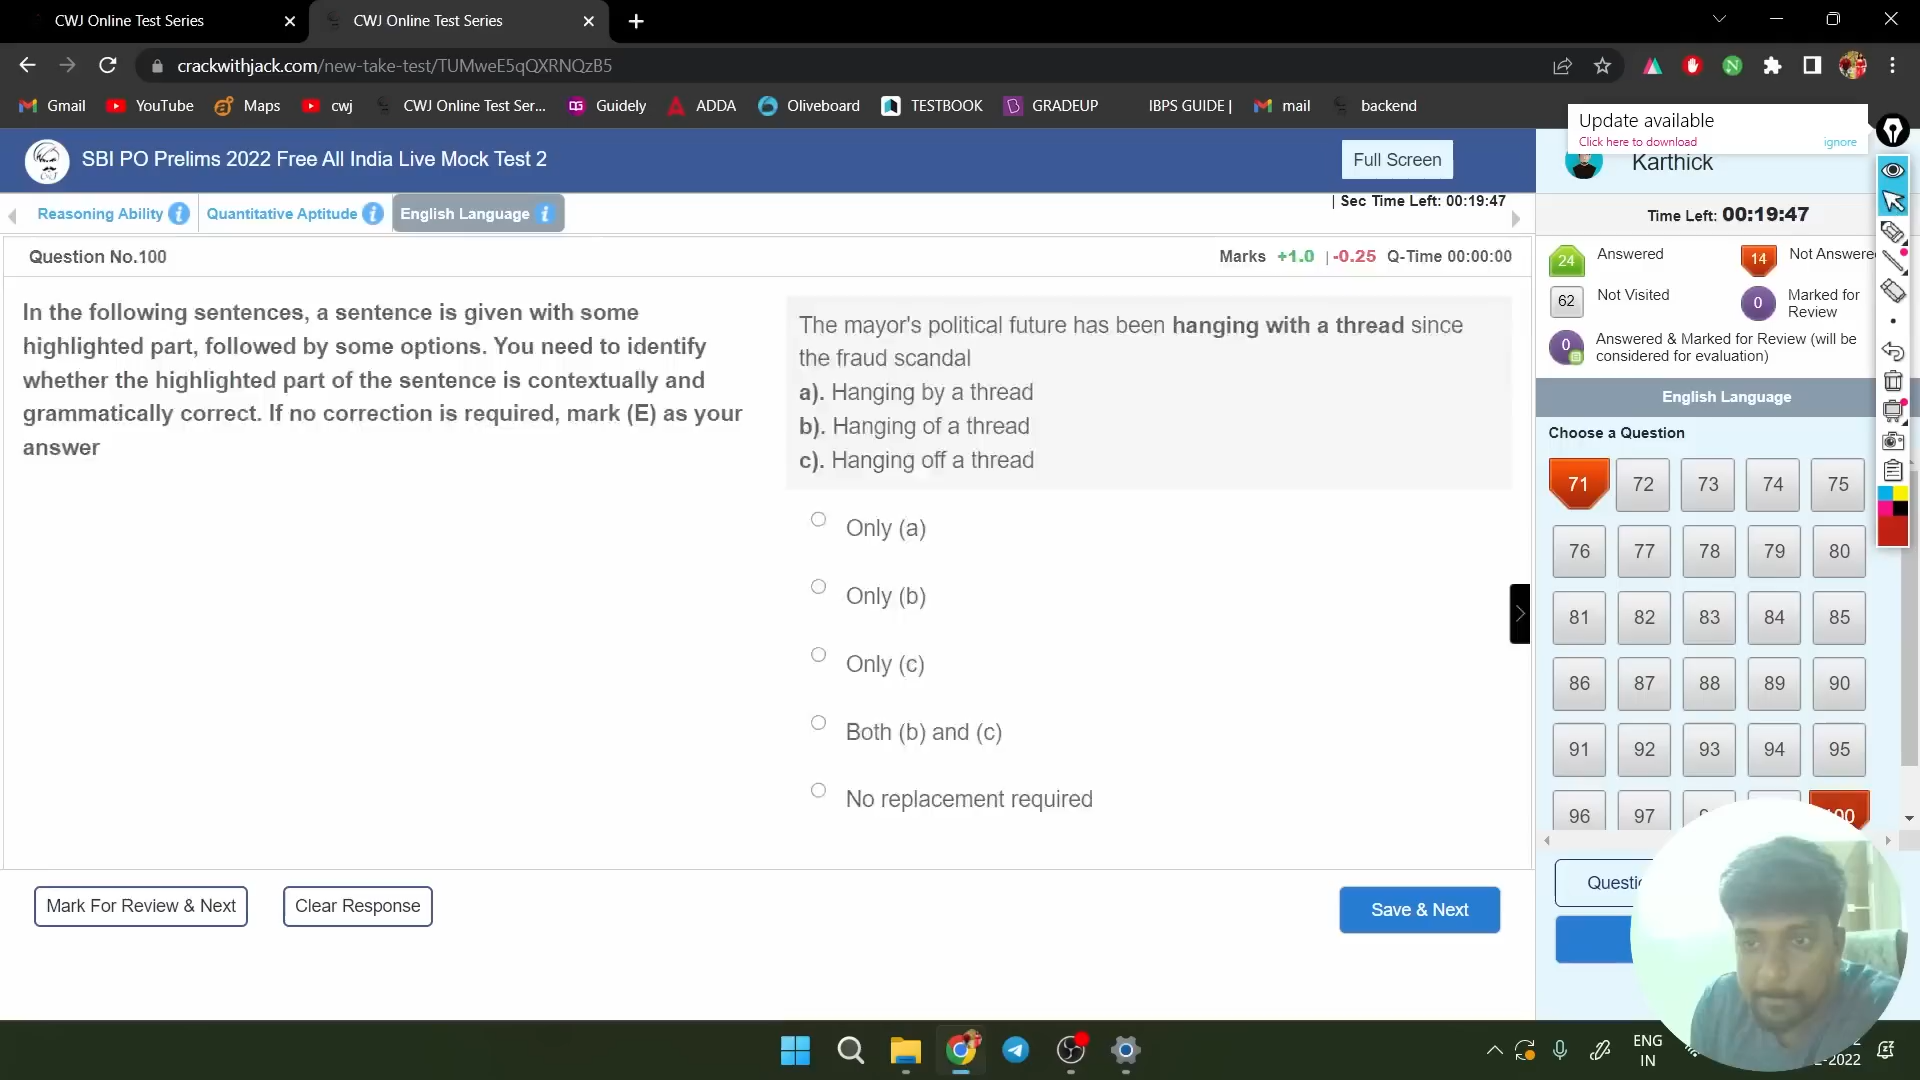 CWJ Online Test Series
CWJ Online Test Series
crackwithjack.com/new-take-test/TUMweE5qQXRNQzB5
Gmail YouTube Maps cwj CWJ Online Test Ser... Guidely ADDA Oliveboard TESTBOOK GRADEUP IBPS GUIDE | mail backend
Update available
Click here to download ignore
SBI PO Prelims 2022 Free All India Live Mock Test 2
Full Screen
Karthick
Reasoning Ability Quantitative Aptitude English Language
| Sec Time Left: 00:19:47
Time Left: 00:19:47
Question No.100
Marks +1.0 | -0.25 Q-Time 00:00:00
24 Answered 14 Not Answere
62 Not Visited 0 Marked for Review
0 Answered & Marked for Review (will be
considered for evaluation)
In the following sentences, a sentence is given with some
highlighted part, followed by some options. You need to identify
whether the highlighted part of the sentence is contextually and
grammatically correct. If no correction is required, mark (E) as your
answer
The mayor's political future has been hanging with a thread since
the fraud scandal
a). Hanging by a thread
b). Hanging of a thread
c). Hanging off a thread
Only (a)
Only (b)
Only (c)
Both (b) and (c)
No replacement required
English Language
Choose a Question
71 72 73 74 75
76 77 78 79 80
81 82 83 84 85
86 87 88 89 90
91 92 93 94 95
96 97
Mark For Review & Next
Clear Response
Save & Next
ENG
IN
-2022